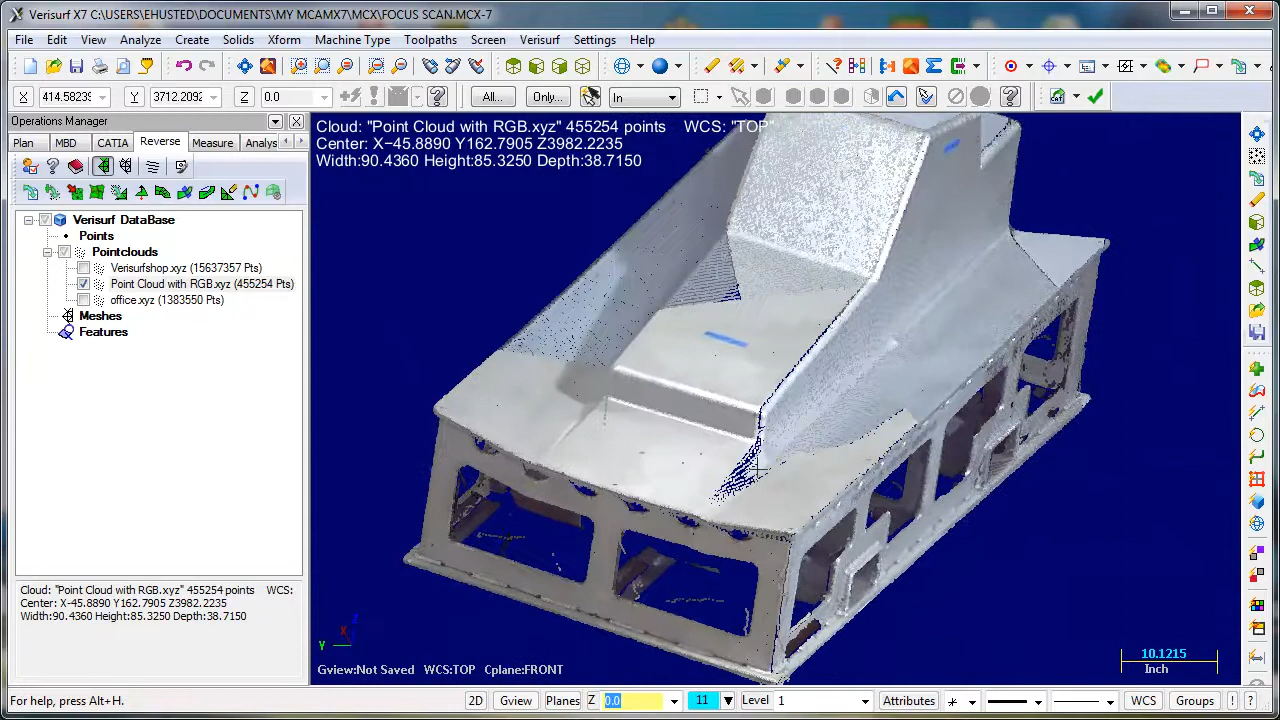 Verisurf X7 C:\USERS\EHUSTED\DOCUMENTS\MY MCAMX7\MCX\FOCUS SCAN.MCX-7
File Edit View Analyze Create Solids Xform Machine Type Toolpaths Screen Verisurf Settings Help
X 414.5823 Y 3712.209 Z 0.0 All... Only... In
Operations Manager
Plan MBD CATIA Reverse Measure Analys
Verisurf DataBase
Points
Pointclouds
Verisurfshop.xyz (15637357 Pts)
Point Cloud with RGB.xyz (455254 Pts)
office.xyz (1383550 Pts)
Meshes
Features
Cloud: "Point Cloud with RGB.xyz" 455254 points WCS:
Center: X-45.8890 Y162.7905 Z3982.2235
Width:90.4360 Height:85.3250 Depth:38.7150
Cloud: "Point Cloud with RGB.xyz" 455254 points WCS: "TOP"
Center: X-45.8890 Y162.7905 Z3982.2235
Width:90.4360 Height:85.3250 Depth:38.7150
X Z
Y
Gview:Not Saved WCS:TOP Cplane:FRONT
10.1215
Inch
For help, press Alt+H.
2D Gview Planes Z 0.0 11 Level 1 Attributes WCS Groups ! ?